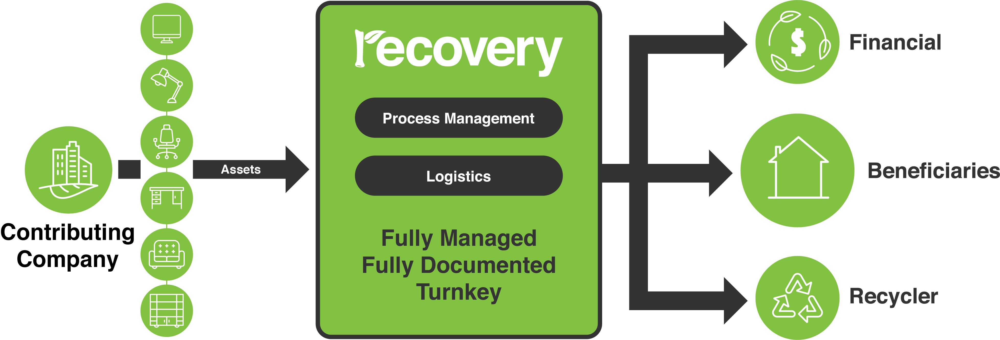 Contributing
Company
Assets
recovery
Process Management
Logistics
Fully Managed
Fully Documented
Turnkey
Financial
Beneficiaries
Recycler